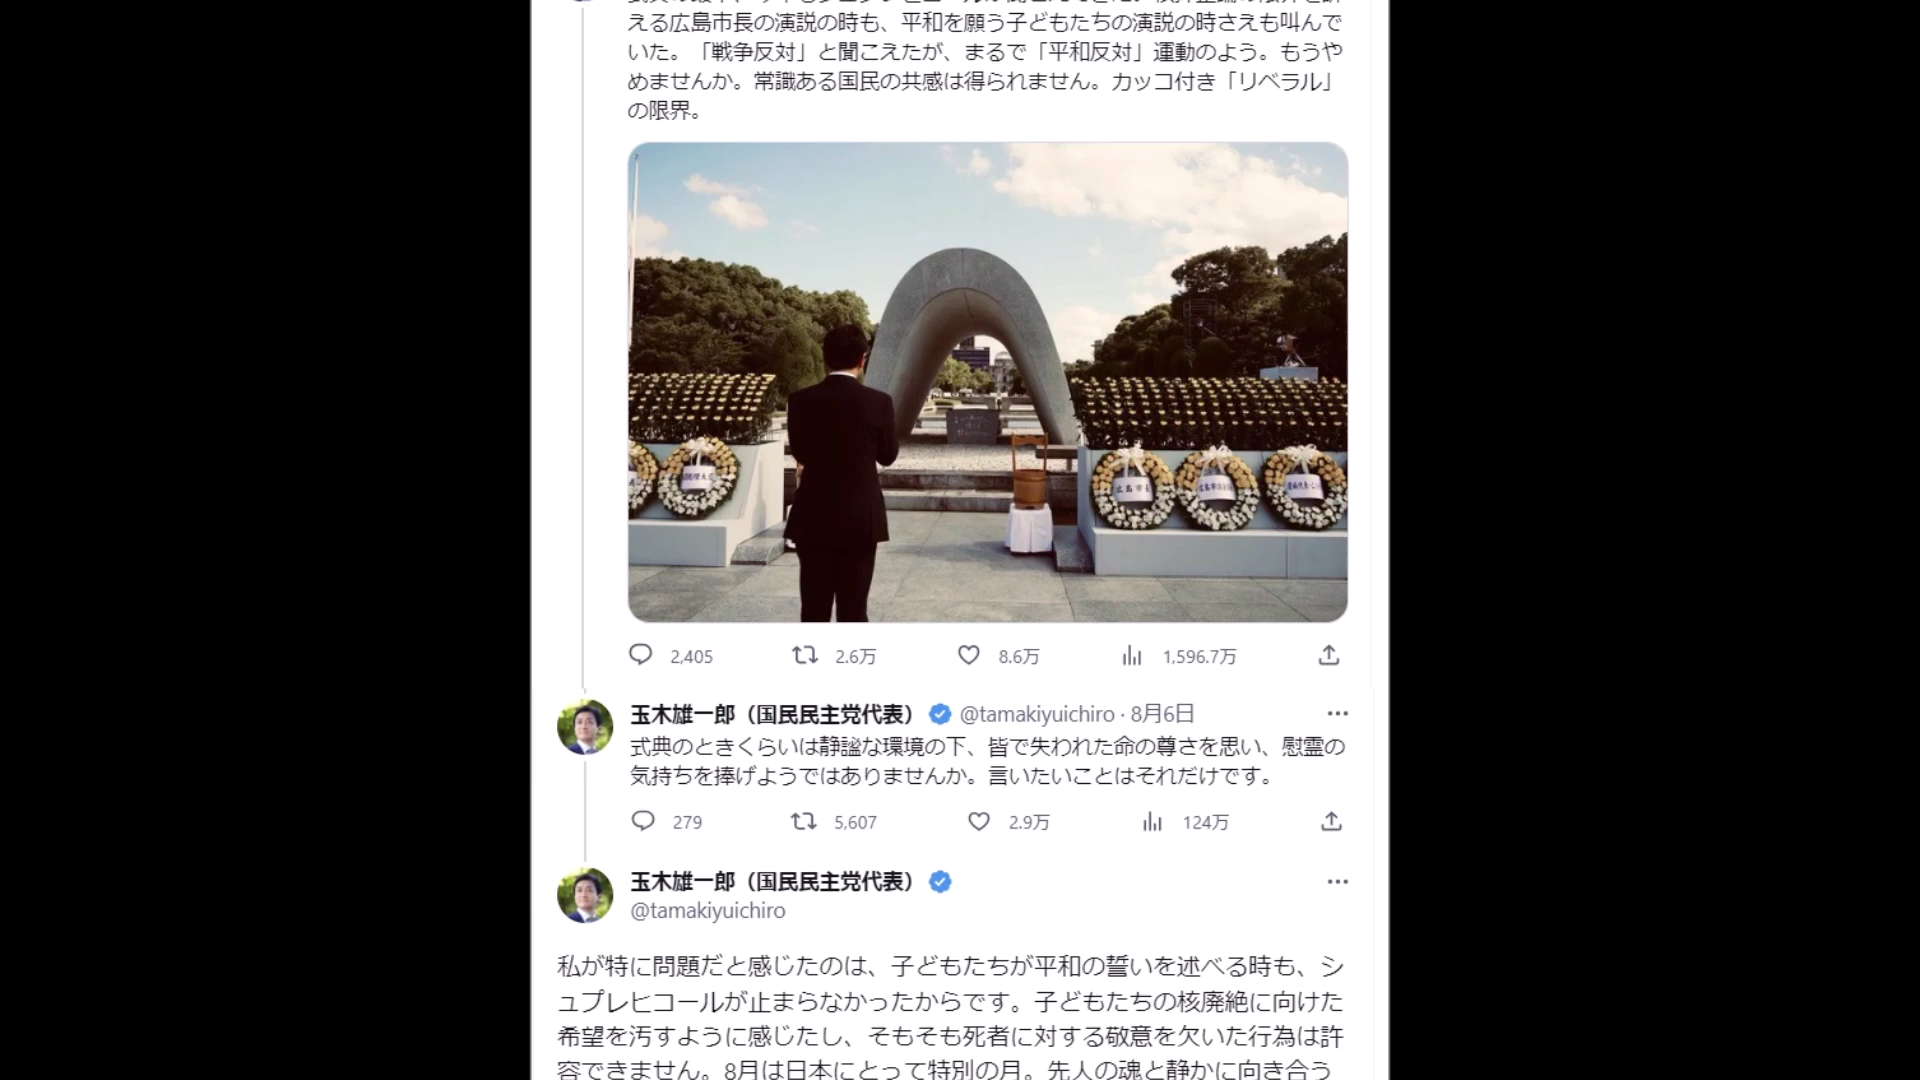 える広島市長の演説の時も、平和を願う子どもたちの演説の時さえも叫んで
いた。「戦争反対」と聞こえたが、まるで「平和反対」運動のよう。もうや
めませんか。常識ある国民の共感は得られません。カッコ付き「リベラル」
の限界。
広島市長
2,405 2.6万 8.6万 1,596.7万
玉木雄一郎（国民民主党代表） @tamakiyuichiro · 8月6日
式典のときくらいは静謐な環境の下、皆で失われた命の尊さを思い、慰霊の
気持ちを捧げようではありませんか。言いたいことはそれだけです。
279 5,607 2.9万 124万
玉木雄一郎（国民民主党代表）
@tamakiyuichiro
私が特に問題だと感じたのは、子どもたちが平和の誓いを述べる時も、シ
ュプレヒコールが止まらなかったからです。子どもたちの核廃絶に向けた
希望を汚すように感じたし、そもそも死者に対する敬意を欠いた行為は許
容できません。8月は日本にとって特別の月。先人の魂と静かに向き合う